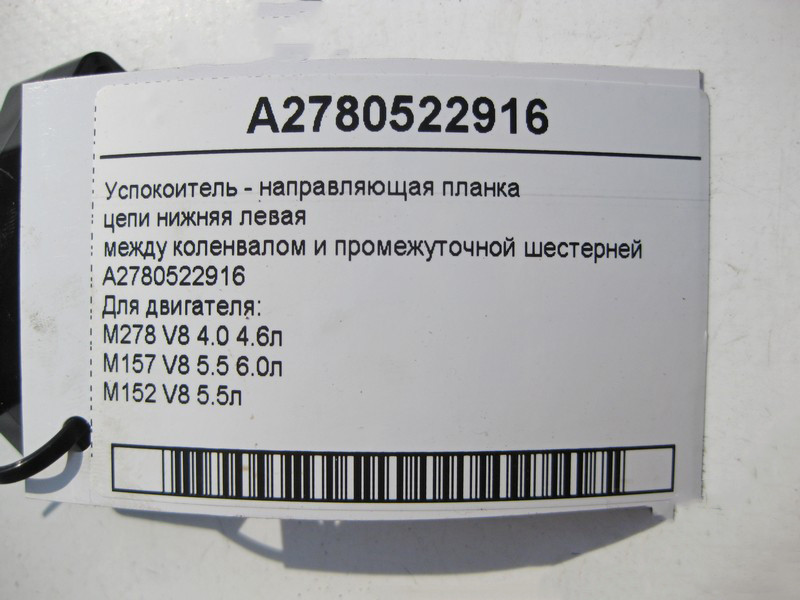 A2780522916
Успокоитель - направляющая планка
цепи нижняя левая
между коленвалом и промежуточной шестерней
A2780522916
Для двигателя:
M278 V8 4.0 4.6л
M157 V8 5.5 6.0л
M152 V8 5.5л